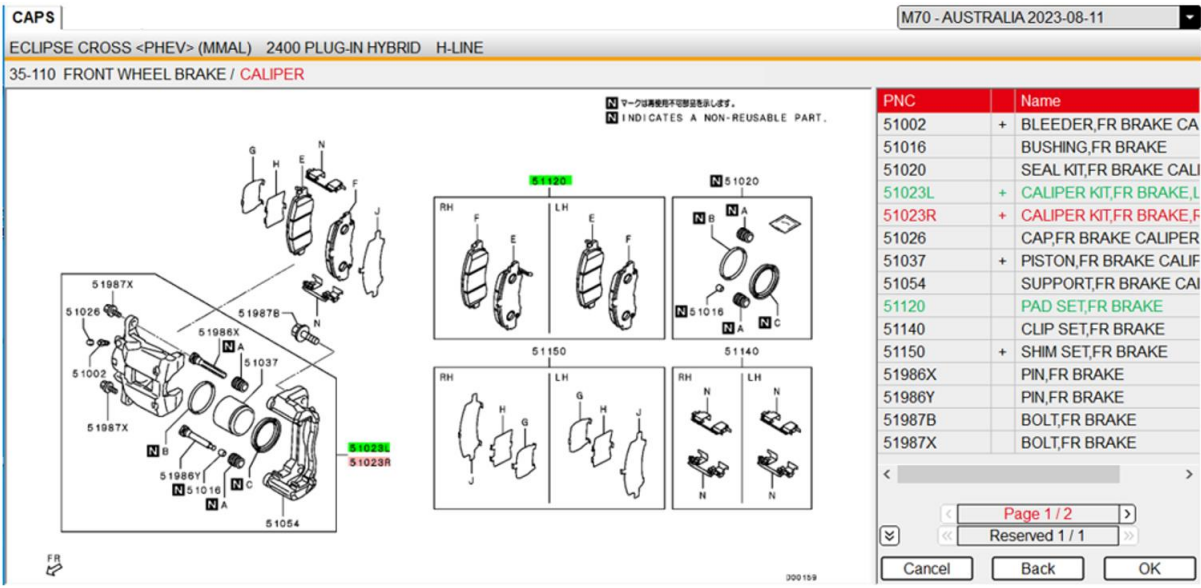 CAPS
M70 - AUSTRALIA 2023-08-11
ECLIPSE CROSS <PHEV> (MMAL) 2400 PLUG-IN HYBRID H-LINE
35-110 FRONT WHEEL BRAKE / CALIPER
N マークは再使用不可部品を示します。
N INDICATES A NON-REUSABLE PART.
G
H
E
N
F
J
N
51987X
51026
51002
51987X
51987B
51986X
N A
51037
N B
51986Y
N 51016
N A
N C
51054
51023L
51023R
FR
51120
RH
F
E
LH
E
F
N 51020
N B
N A
N 51016
N A
N C
51150
RH
J
H
G
LH
G
H
J
51140
RH
N
N
LH
N
N
000159
PNC Name
51002 + BLEEDER,FR BRAKE CA
51016 BUSHING,FR BRAKE
51020 SEAL KIT,FR BRAKE CALI
51023L + CALIPER KIT,FR BRAKE,L
51023R + CALIPER KIT,FR BRAKE,R
51026 CAP,FR BRAKE CALIPER
51037 + PISTON,FR BRAKE CALIF
51054 SUPPORT,FR BRAKE CAI
51120 PAD SET,FR BRAKE
51140 CLIP SET,FR BRAKE
51150 + SHIM SET,FR BRAKE
51986X PIN,FR BRAKE
51986Y PIN,FR BRAKE
51987B BOLT,FR BRAKE
51987X BOLT,FR BRAKE
< >
< Page 1 / 2 >
<< Reserved 1 / 1 >>
Cancel Back OK